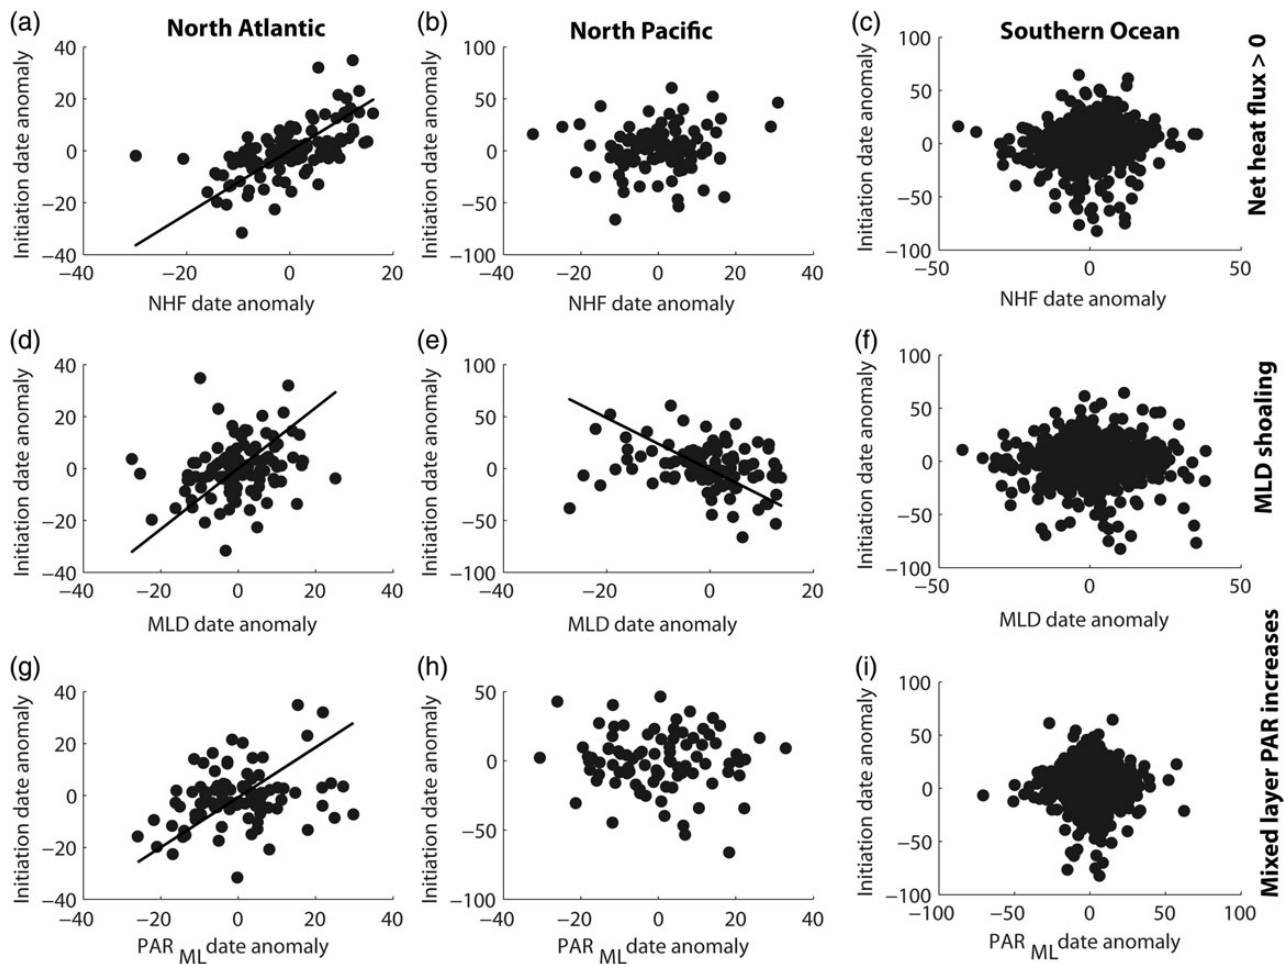 (a) North Atlantic
Initiation date anomaly
40
20
0
−20
−40
−40 −20 0 20
NHF date anomaly
(b) North Pacific
Initiation date anomaly
100
50
0
−50
−100
−40 −20 0 20 40
NHF date anomaly
(c) Southern Ocean
Initiation date anomaly
100
50
0
−50
−100
−50 0 50
NHF date anomaly
Net heat flux > 0
(d)
Initiation date anomaly
40
20
0
−20
−40
−40 −20 0 20 40
MLD date anomaly
(e)
Initiation date anomaly
100
50
0
−50
−100
−40 −20 0 20
MLD date anomaly
(f)
Initiation date anomaly
100
50
0
−50
−100
−50 0 50
MLD date anomaly
MLD shoaling
(g)
Initiation date anomaly
40
20
0
−20
−40
−40 −20 0 20 40
PAR ML date anomaly
(h)
Initiation date anomaly
50
0
−50
−100
−40 −20 0 20 40
PAR ML date anomaly
(i)
Initiation date anomaly
100
50
0
−50
−100
−100 −50 0 50 100
PAR ML date anomaly
Mixed layer PAR increases